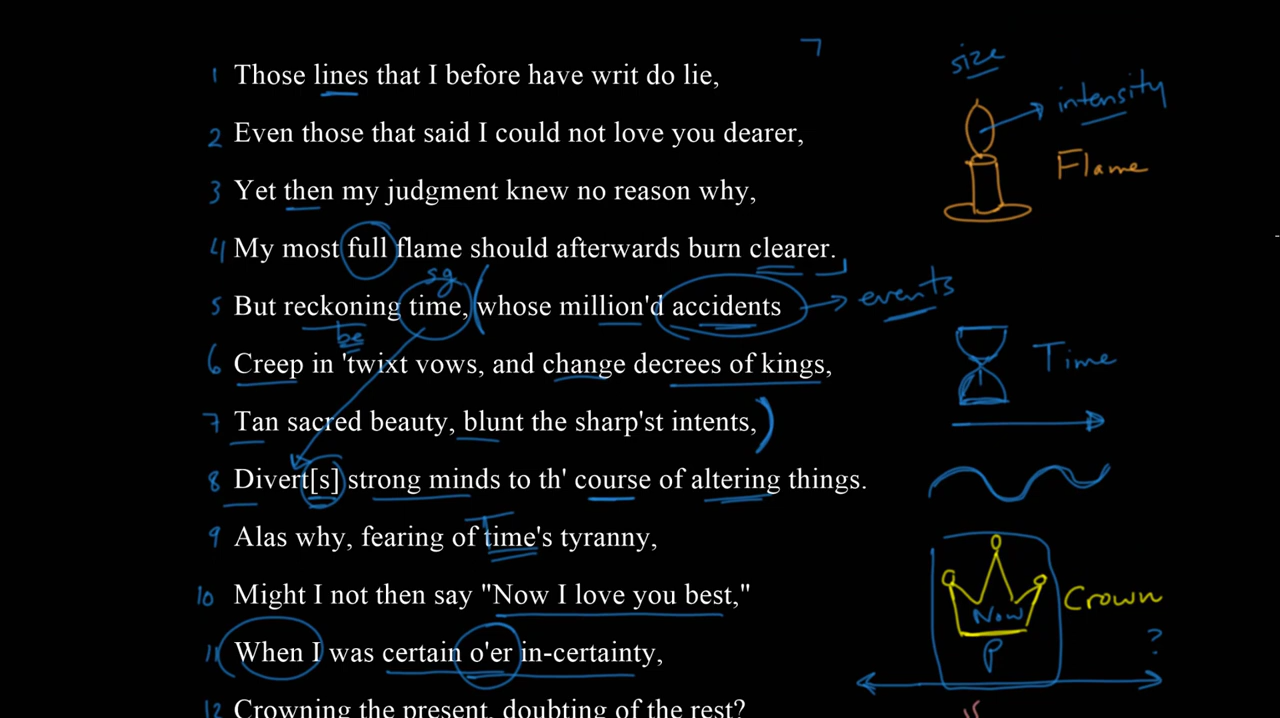 size
1 Those lines that I before have writ do lie,
intensity
2 Even those that said I could not love you dearer,
Flame
3 Yet then my judgment knew no reason why,
4 My most full flame should afterwards burn clearer.
sg
events
5 But reckoning time, (whose million'd accidents
be
Time
6 Creep in 'twixt vows, and change decrees of kings,
7 Tan sacred beauty, blunt the sharp'st intents,)
8 Divert[s] strong minds to th' course of altering things.
9 Alas why, fearing of time's tyranny,
T
10 Might I not then say "Now I love you best,"
Crown
Now
11 When I was certain o'er in-certainty,
P
?
12 Crowning the present, doubting of the rest?